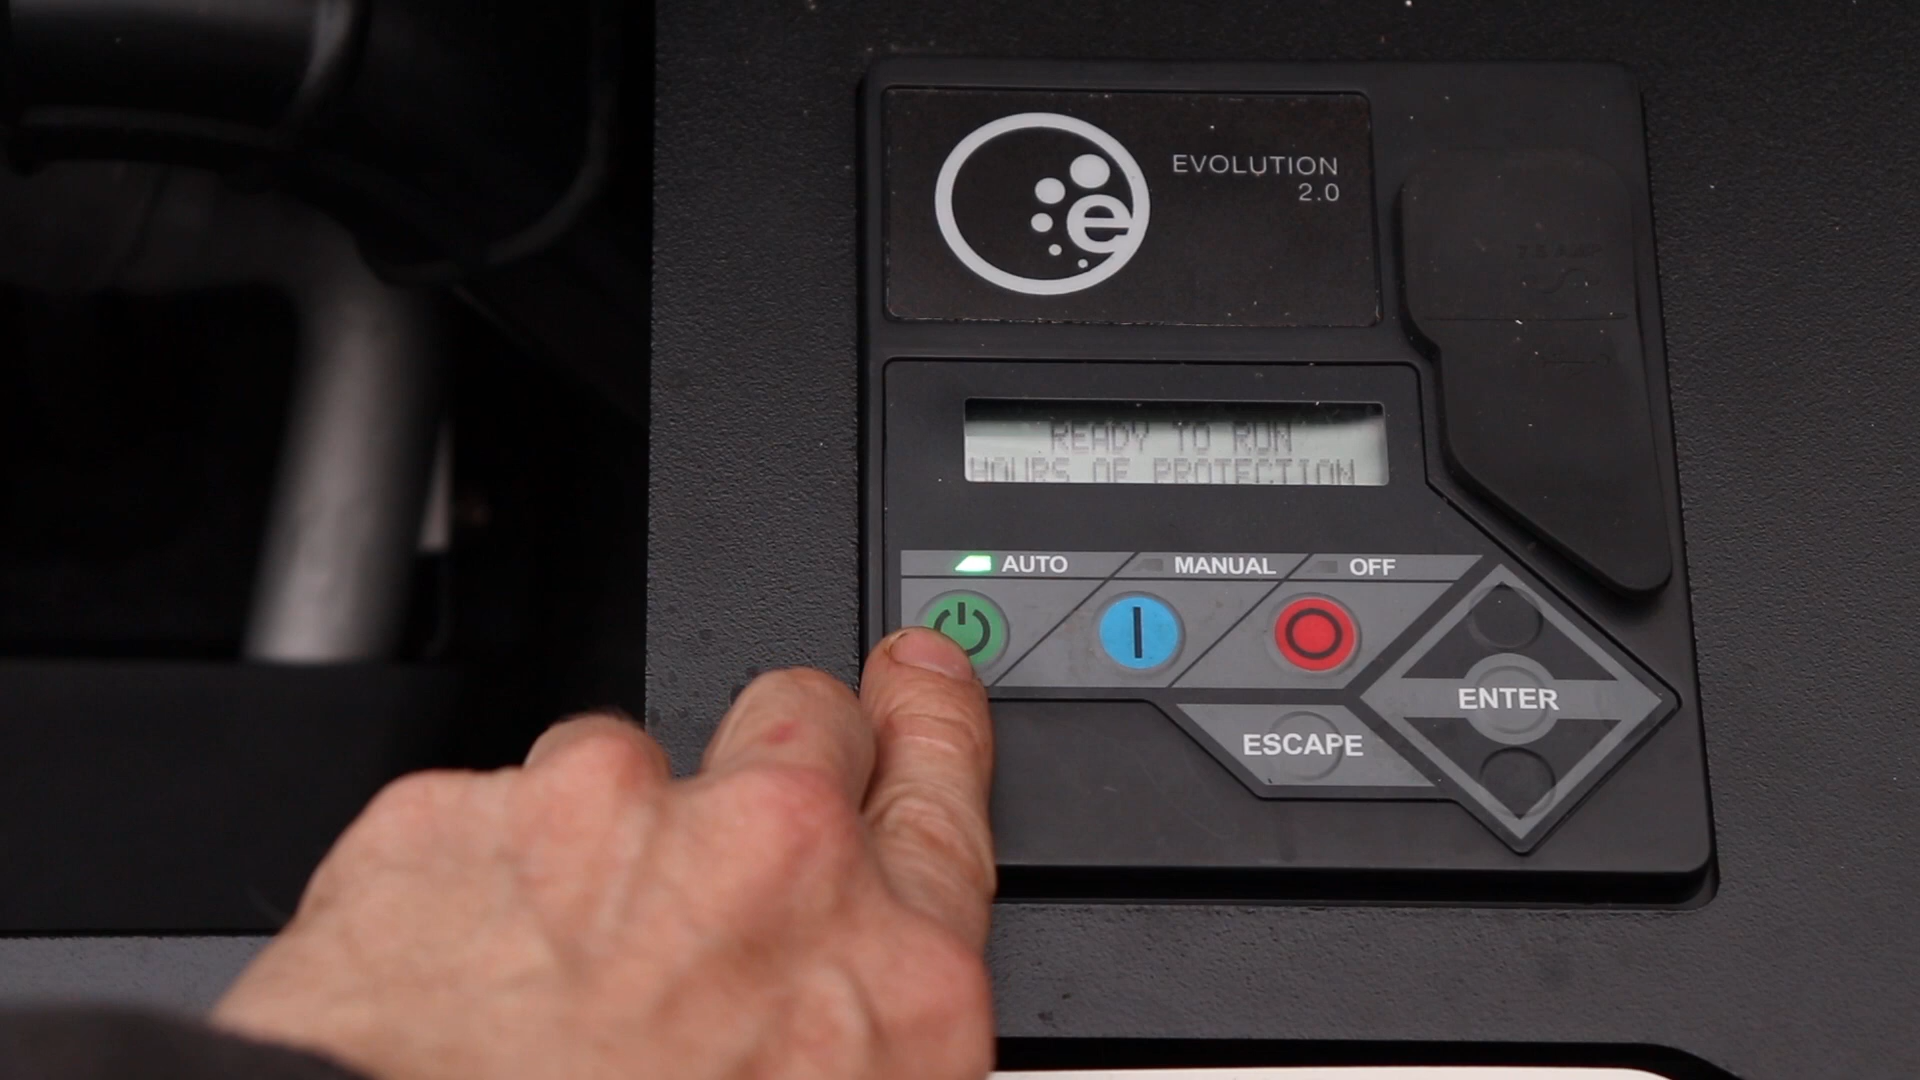 e
EVOLUTION
2.0
READY TO RUN
HOURS OF PROTECTION
AUTO
MANUAL
OFF
ENTER
ESCAPE